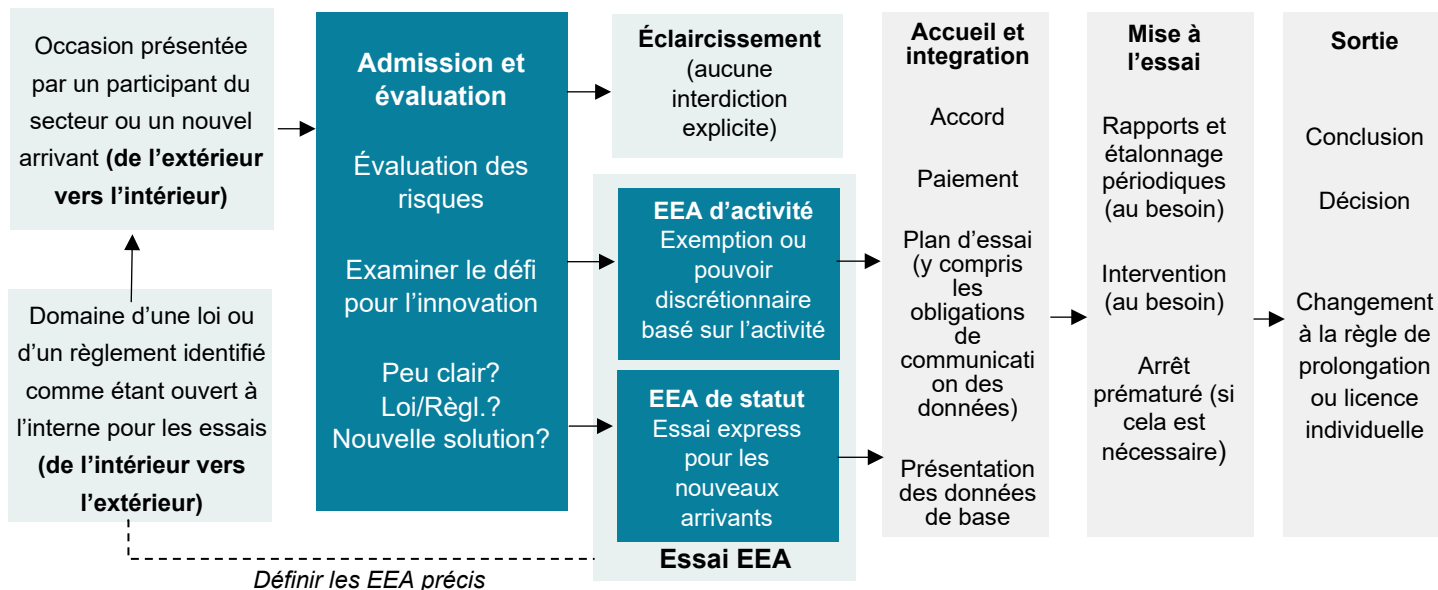 Occasion présentée
par un participant du
secteur ou un nouvel
arrivant (de l'extérieur
vers l'intérieur)
Domaine d'une loi ou
d'un règlement identifié
comme étant ouvert à
l'interne pour les essais
(de l'intérieur vers
l'extérieur)
Définir les EEA précis
Admission et
évaluation
Évaluation des
risques
Examiner le défi
pour l'innovation
Peu clair?
Loi/Règl.?
Nouvelle solution?
Éclaircissement
(aucune
interdiction
explicite)
EEA d'activité
Exemption ou
pouvoir
discrétionnaire
basé sur l'activité
EEA de statut
Essai express
pour les
nouveaux
arrivants
Essai EEA
Accueil et
integration
Accord
Paiement
Plan d'essai
(y compris
les
obligations
de
communicati
on des
données)
Présentation
des données
de base
Mise à
l'essai
Rapports et
étalonnage
périodiques
(au besoin)
Intervention
(au besoin)
Arrêt
prématuré (si
cela est
nécessaire)
Sortie
Conclusion
Décision
Changement
à la règle de
prolongation
ou licence
individuelle